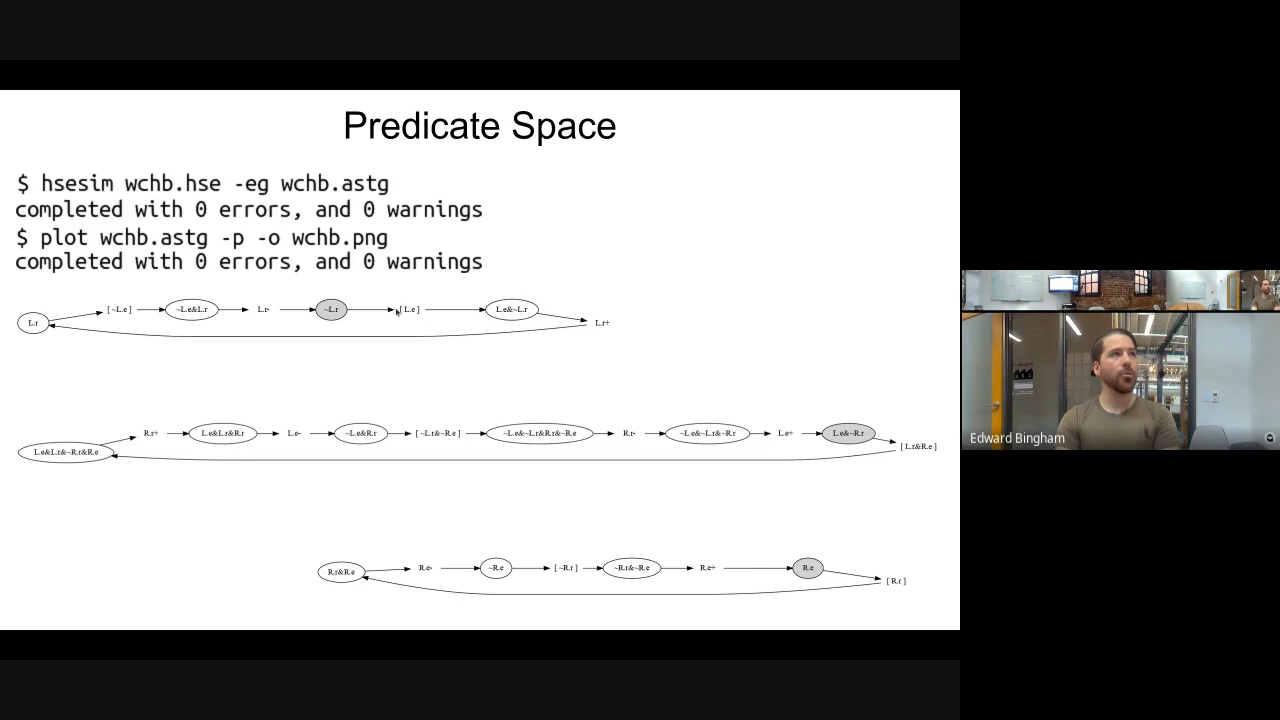 Predicate Space
$ hsesim wchb.hse -eg wchb.astg
completed with 0 errors, and 0 warnings
$ plot wchb.astg -p -o wchb.png
completed with 0 errors, and 0 warnings
L.r [ ~L.e ] ~L.e&L.r L.r- ~L.r [ L.e ] L.e&~L.r L.r+
L.e&L.r&~R.r&R.e R.r+ L.e&L.r&R.r L.e- ~L.e&R.r [ ~L.r&~R.e ] ~L.e&~L.r&R.r&~R.e R.r- ~L.e&~L.r&~R.r L.e+ L.e&~R.r [ L.r&R.e ]
R.r&R.e R.e- ~R.e [ ~R.r ] ~R.r&~R.e R.e+ R.e [ R.r ]
Edward Bingham